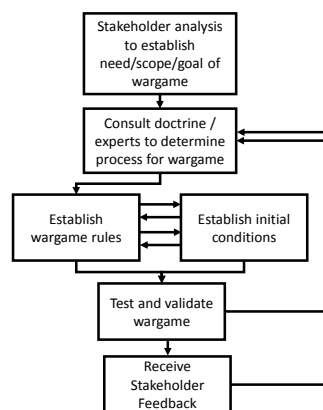 Stakeholder analysis
to establish
need/scope/goal of
wargame
Consult doctrine /
experts to determine
process for wargame
Establish
wargame rules
Establish initial
conditions
Test and validate
wargame
Receive
Stakeholder
Feedback